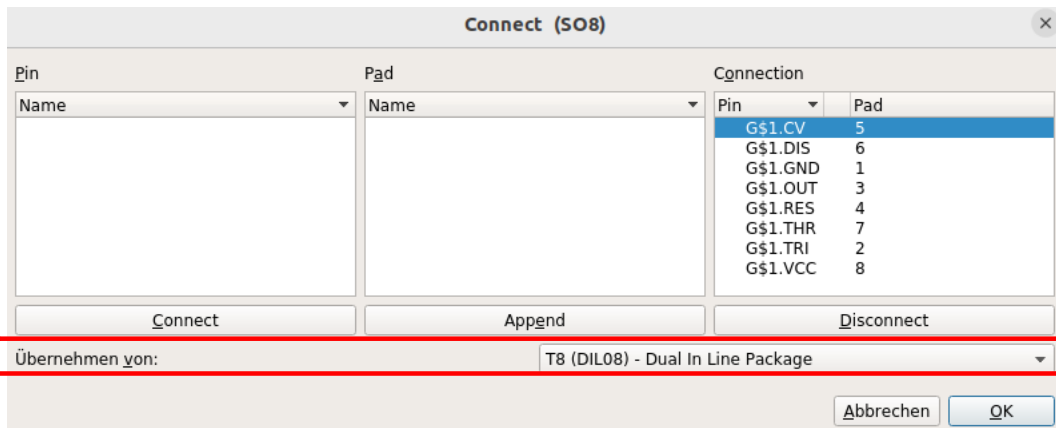 Connect (SO8)
Pin
Pad
Connection
Name
Name
Pin Pad
G$1.CV 5
G$1.DIS 6
G$1.GND 1
G$1.OUT 3
G$1.RES 4
G$1.THR 7
G$1.TRI 2
G$1.VCC 8
Connect
Append
Disconnect
Übernehmen von:
T8 (DIL08) - Dual In Line Package
Abbrechen
OK